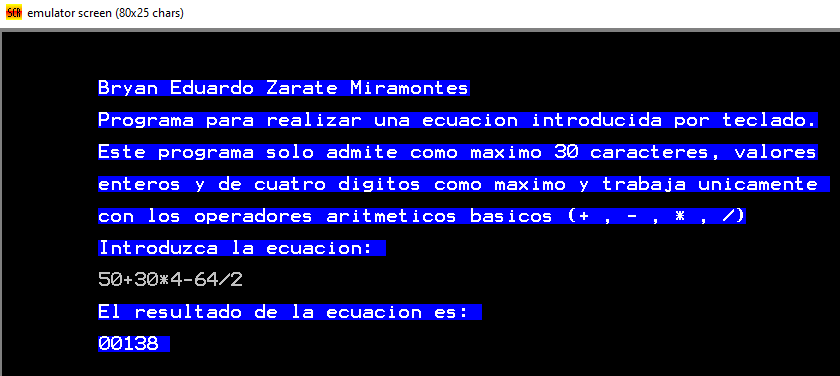 SCR emulator screen (80x25 chars)
Bryan Eduardo Zarate Miramontes
Programa para realizar una ecuacion introducida por teclado.
Este programa solo admite como maximo 30 caracteres, valores
enteros y de cuatro digitos como maximo y trabaja unicamente
con los operadores aritmeticos basicos (+ , - , * , /)
Introduzca la ecuacion:
50+30*4-64/2
El resultado de la ecuacion es:
00138